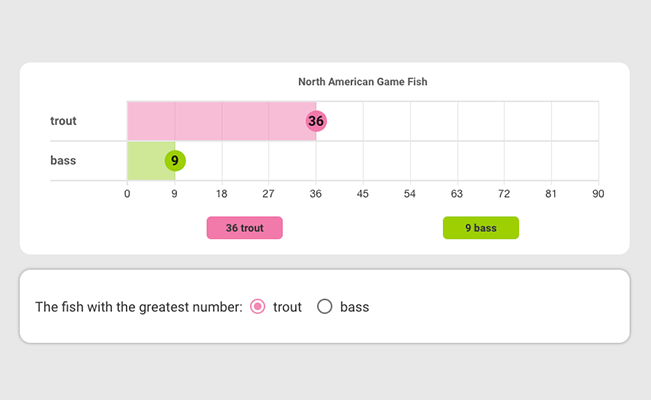 North American Game Fish
trout
36
bass
9
0 9 18 27 36 45 54 63 72 81 90
36 trout 9 bass
The fish with the greatest number: trout bass